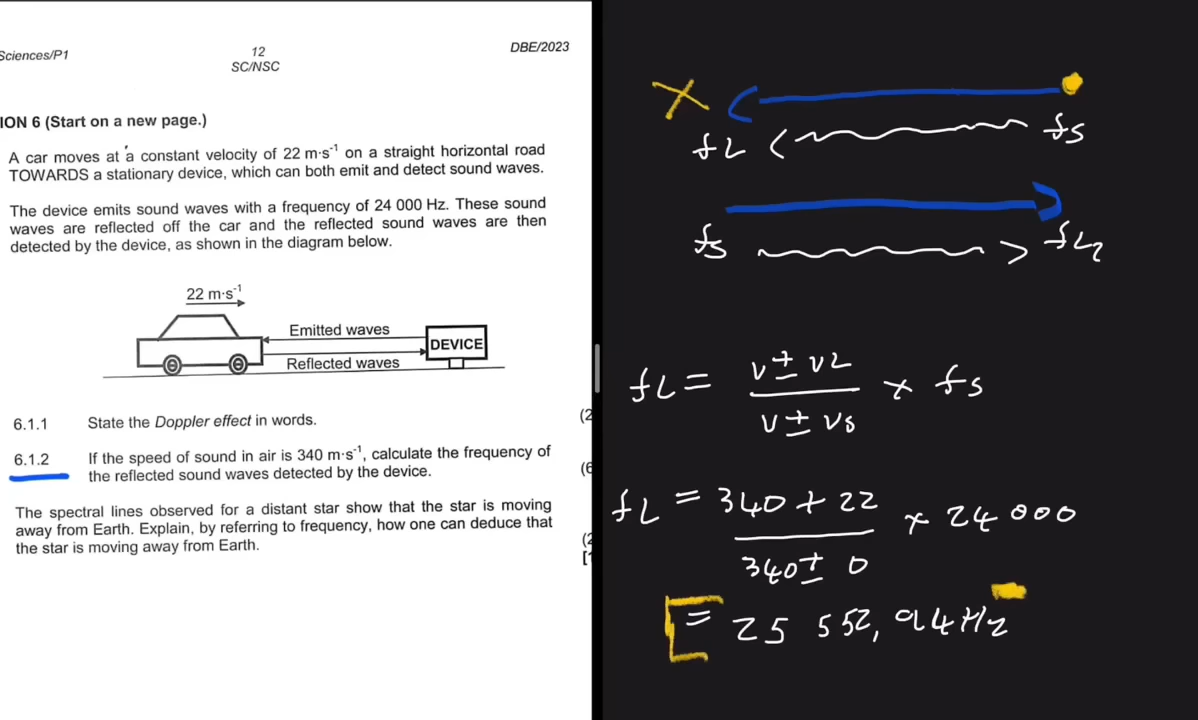 Sciences/P1
12
SC/NSC
DBE/2023
ION 6 (Start on a new page.)
A car moves at a constant velocity of 22 m·s⁻¹ on a straight horizontal road
TOWARDS a stationary device, which can both emit and detect sound waves.
The device emits sound waves with a frequency of 24 000 Hz. These sound
waves are reflected off the car and the reflected sound waves are then
detected by the device, as shown in the diagram below.
22 m·s⁻¹
Emitted waves
DEVICE
Reflected waves
6.1.1 State the Doppler effect in words. (2
6.1.2 If the speed of sound in air is 340 m·s⁻¹, calculate the frequency of
the reflected sound waves detected by the device. (6
The spectral lines observed for a distant star show that the star is moving
away from Earth. Explain, by referring to frequency, how one can deduce that
the star is moving away from Earth. (2
[1
fL fs
fs fL2
fL = v ± vL / v ± vs × fs
fL = 340 + 22 / 340 ± 0 × 24 000
= 25 552,94Hz